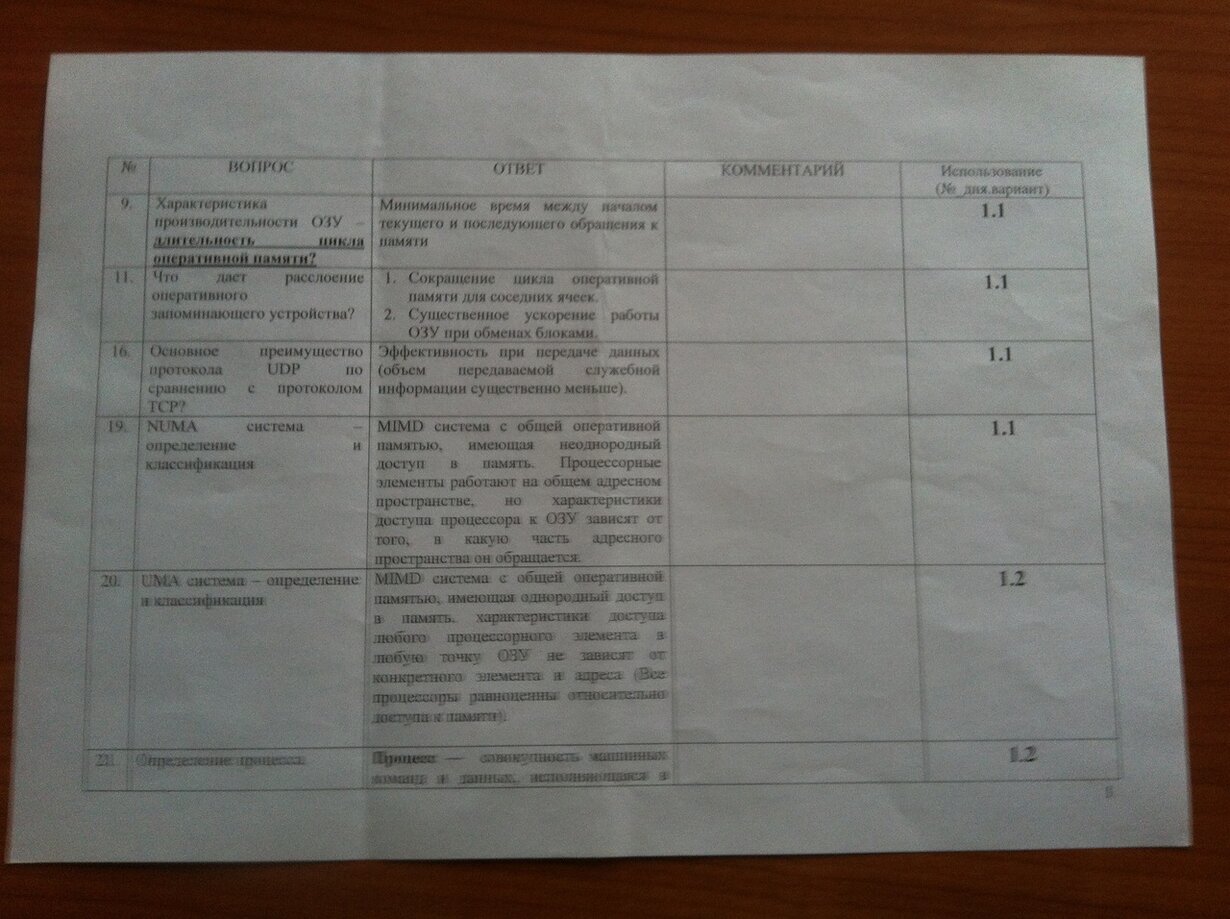 № ВОПРОС ОТВЕТ КОММЕНТАРИЙ Использование
(№ дня.вариант)
9. Характеристика
производительности ОЗУ –
длительность цикла
оперативной памяти?
Минимальное время между началом
текущего и последующего обращения к
памяти
1.1
11. Что дает расслоение
оперативного
запоминающего устройства?
1. Сокращение цикла оперативной
памяти для соседних ячеек.
2. Существенное ускорение работы
ОЗУ при обменах блоками.
1.1
16. Основное преимущество
протокола UDP по
сравнению с протоколом
TCP?
Эффективность при передаче данных
(объем передаваемой служебной
информации существенно меньше).
1.1
19. NUMA система –
определение и
классификация
MIMD система с общей оперативной
памятью, имеющая неоднородный
доступ в память. Процессорные
элементы работают на общем адресном
пространстве, но характеристики
доступа процессора к ОЗУ зависят от
того, в какую часть адресного
пространства он обращается.
1.1
20. UMA система – определение
и классификация
MIMD система с общей оперативной
памятью, имеющая однородный доступ
в память. характеристики доступа
любого процессорного элемента в
любую точку ОЗУ не зависят от
конкретного элемента и адреса (Все
процессоры равноценны относительно
доступа к памяти).
1.2
21. Определение процесса.
Процесс — совокупность машинных
команд и данных, исполняющаяся в
1.2
8